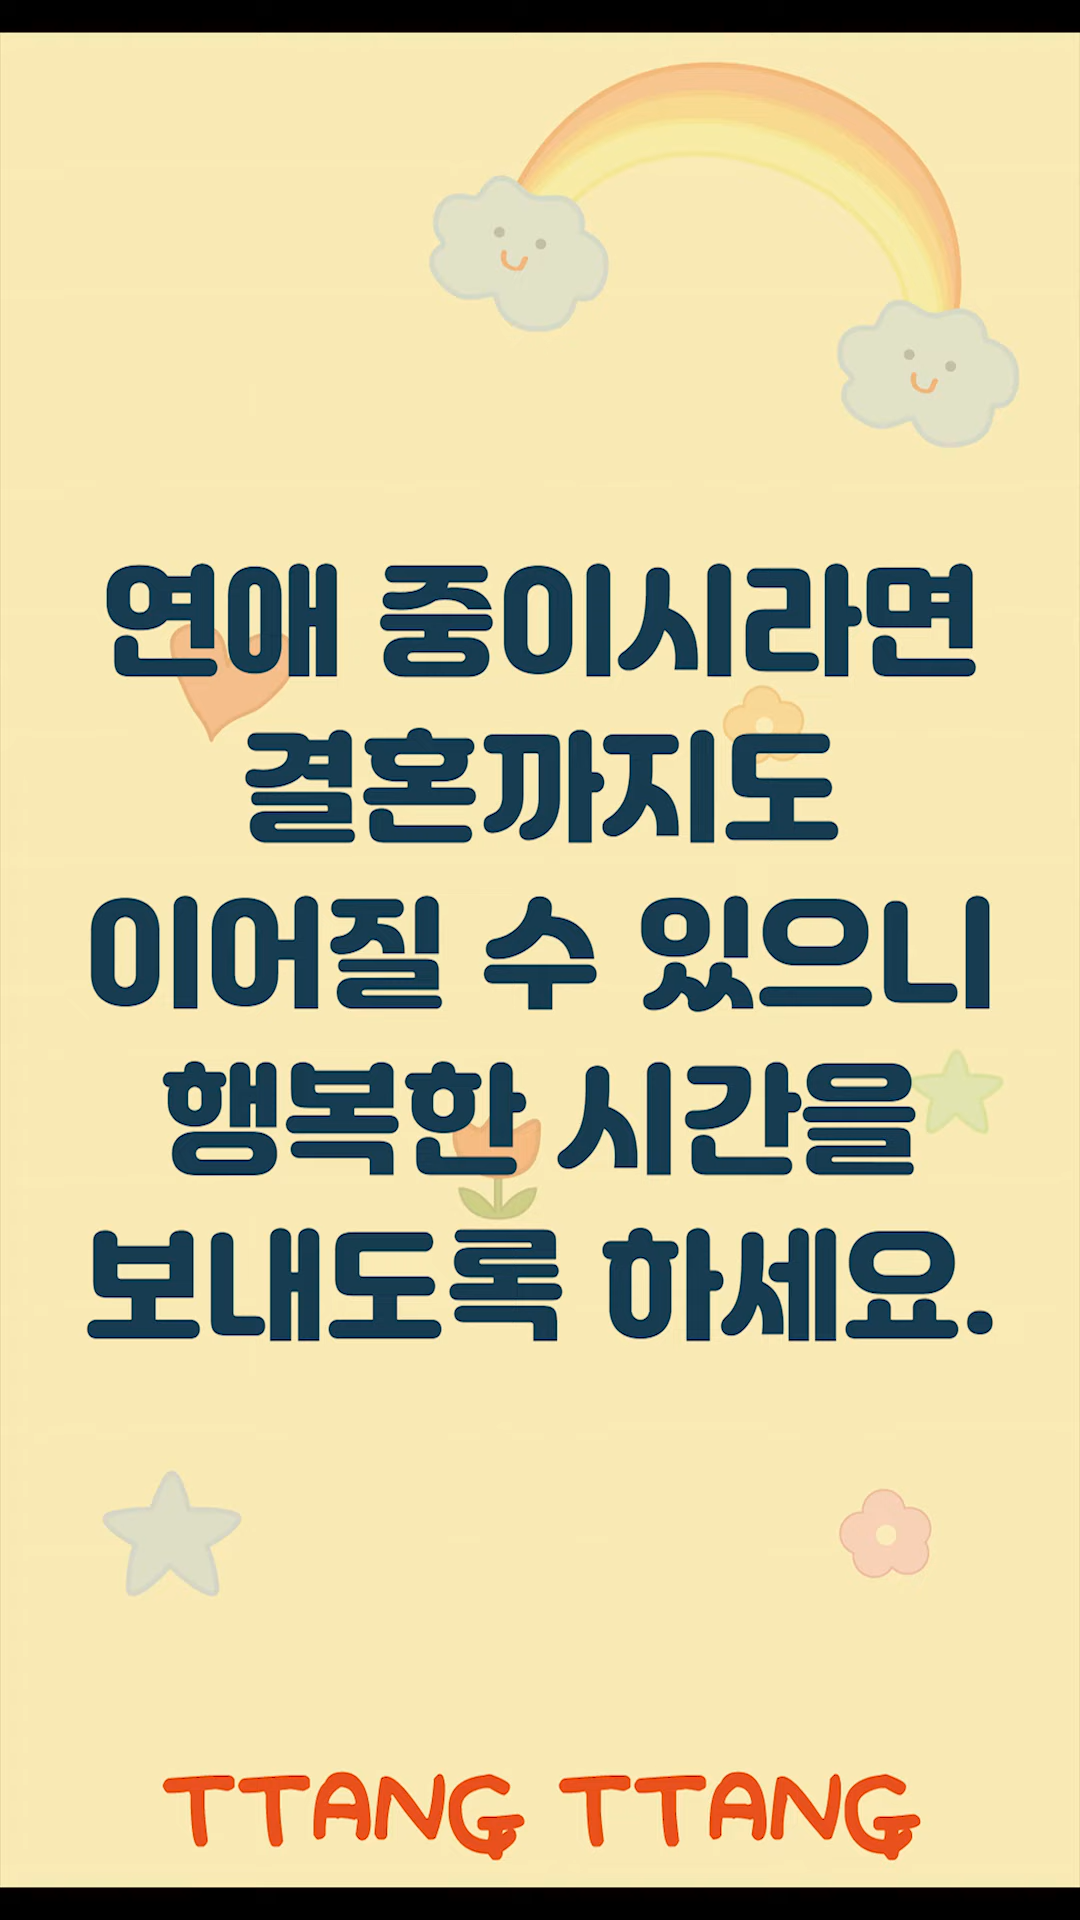 연애 중이시라면
결혼까지도
이어질 수 있으니
행복한 시간을
보내도록 하세요.
TTANG TTANG